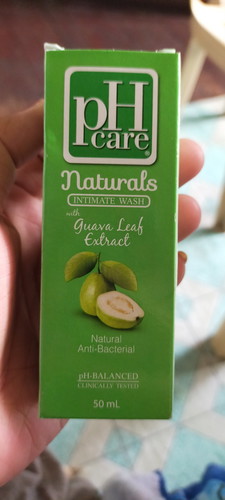 pH
care®
Naturals
INTIMATE WASH
with
Guava Leaf
Extract
Natural
Anti-Bacterial
pH-BALANCED
CLINICALLY TESTED
50 mL